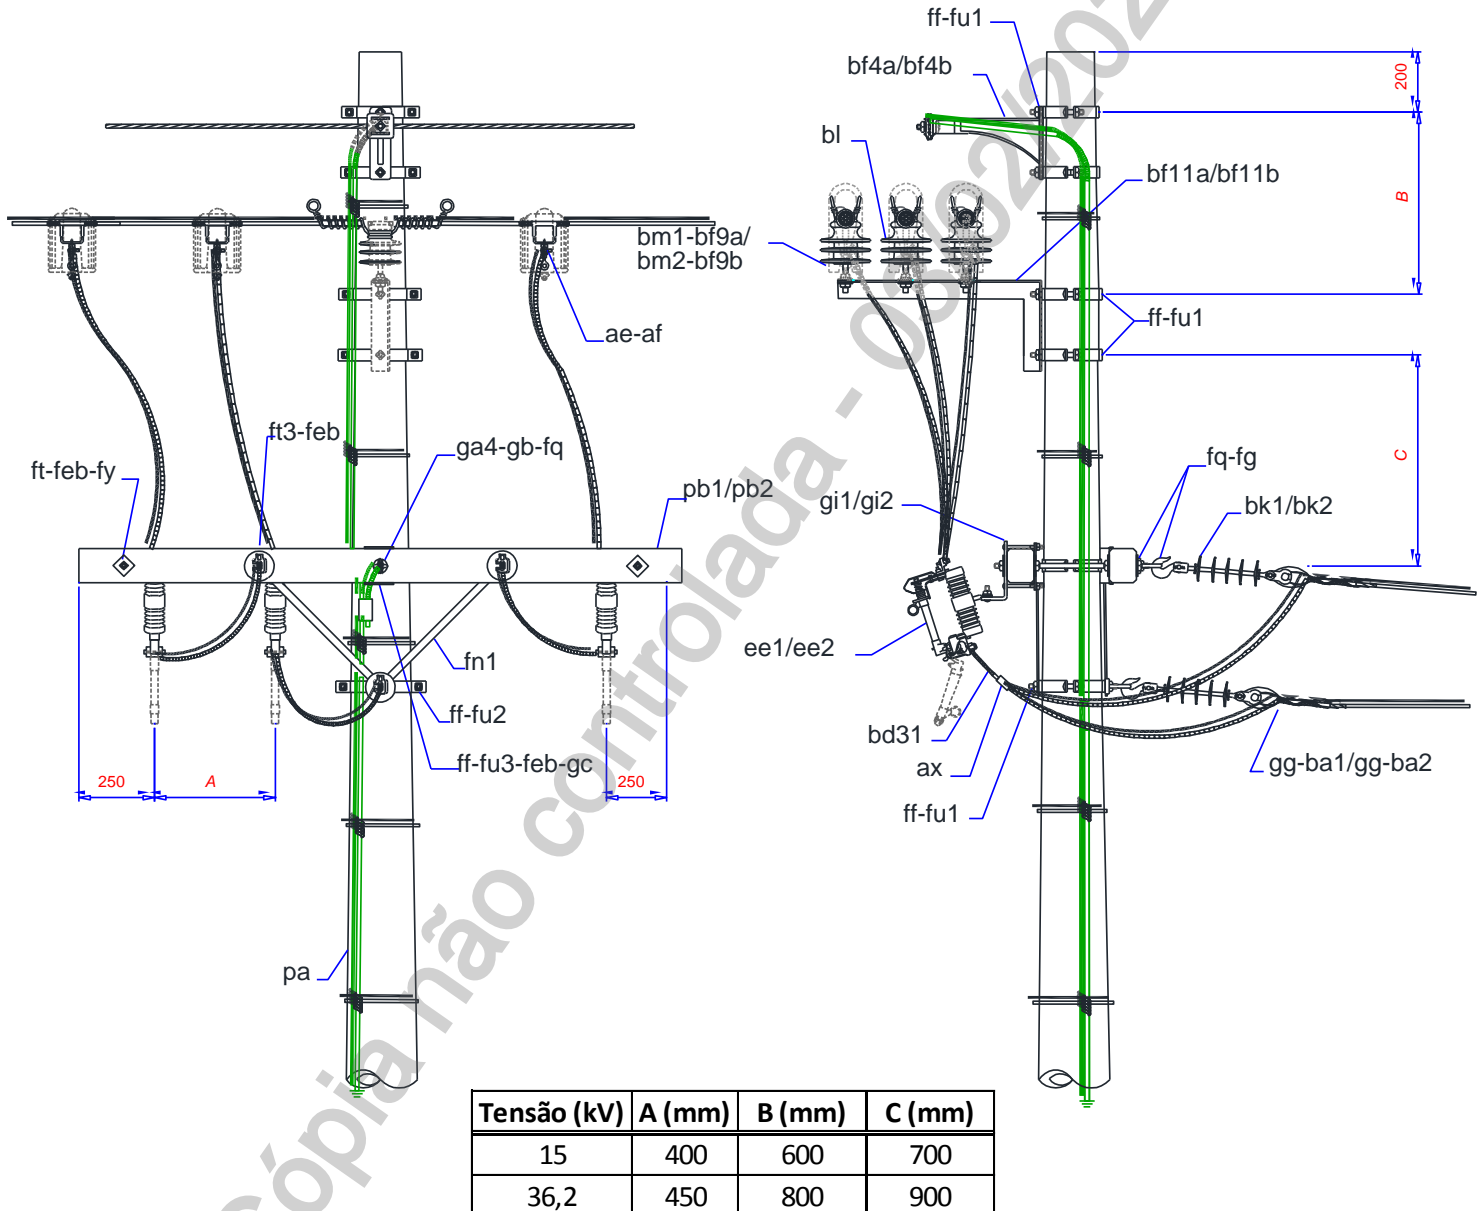 ff-fu1
bf4a/bf4b
200
bl
bf11a/bf11b
B
bm1-bf9a/
bm2-bf9b
ff-fu1
ae-af
ft3-feb
ga4-gb-fq
C
fq-fg
ft-feb-fy
pb1/pb2
gi1/gi2
bk1/bk2
ee1/ee2
fn1
ff-fu2
bd31
ff-fu3-feb-gc
ax
gg-ba1/gg-ba2
250
A
250
ff-fu1
pa
Cópia não controlada - 03/02/202
Tensão (kV) A (mm) B (mm) C (mm)
15 400 600 700
36,2 450 800 900